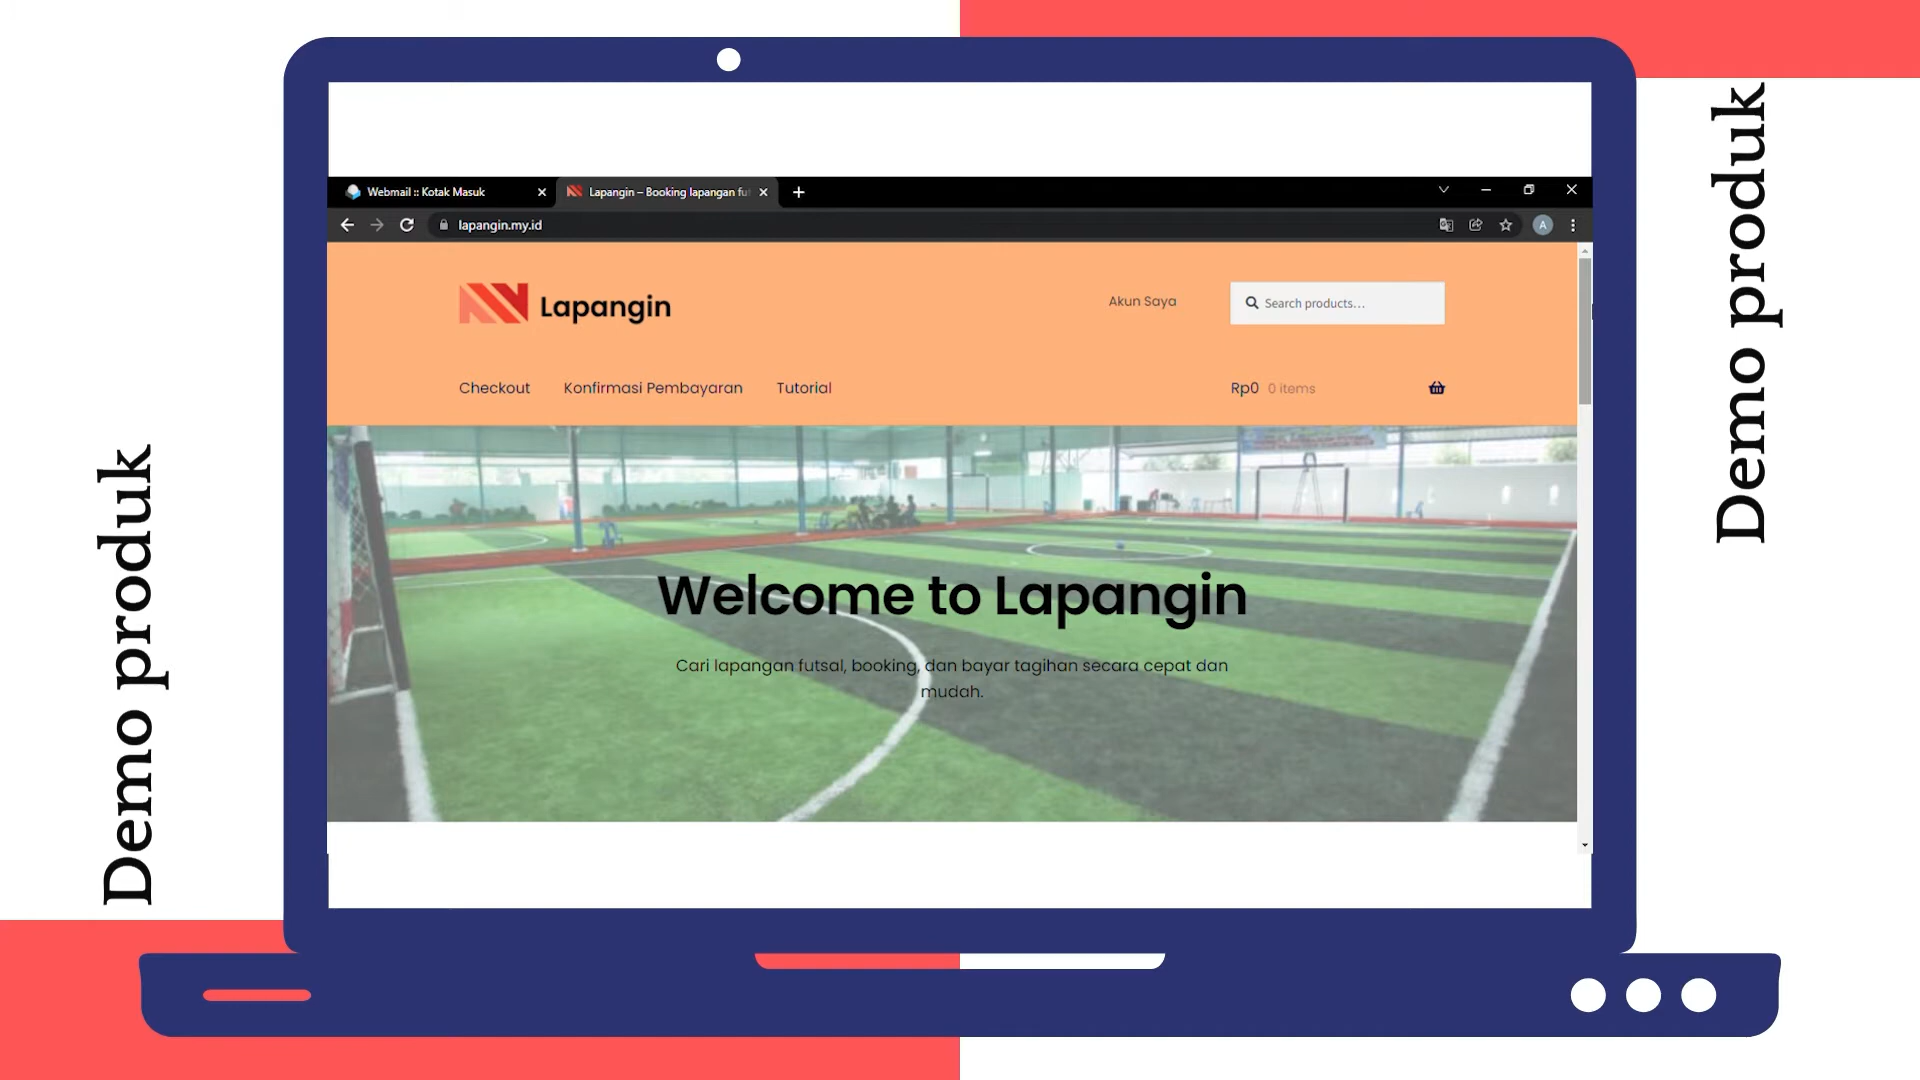 Demo produk
Demo produk
Webmail :: Kotak Masuk
Lapangin – Booking lapangan fu
lapangin.my.id
A
Lapangin
Akun Saya
Search products...
Checkout
Konfirmasi Pembayaran
Tutorial
Rp0 0 items
Welcome to Lapangin
Cari lapangan futsal, booking, dan bayar tagihan secara cepat dan
mudah.